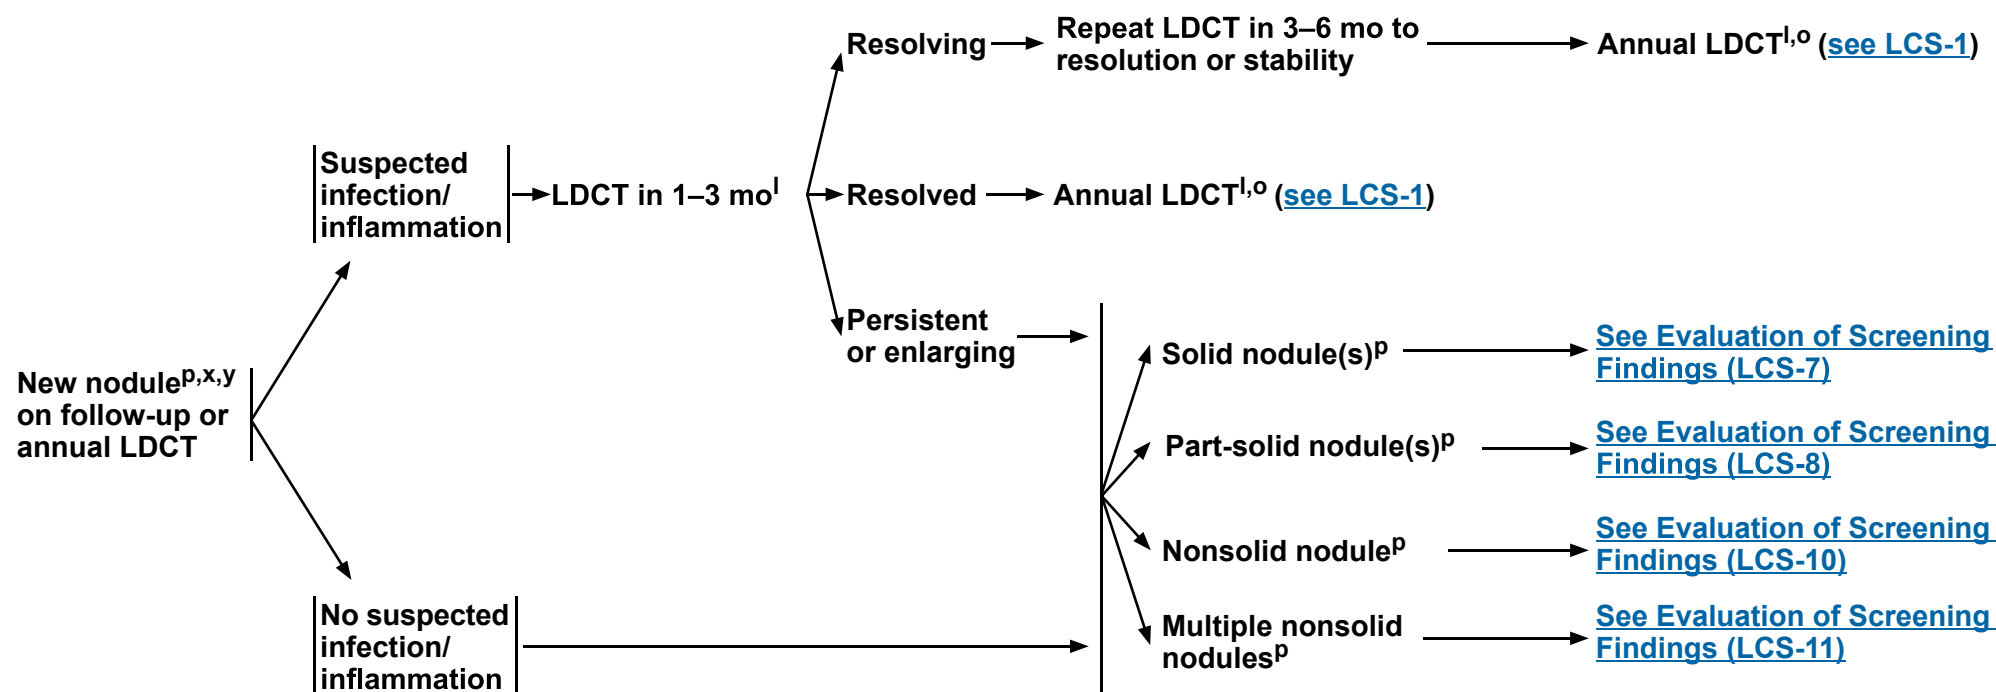 Resolving
Repeat LDCT in 3–6 mo to
resolution or stability
Annual LDCTl,o (see LCS-1)
Suspected
infection/
inflammation
LDCT in 1–3 mol
Resolved
Annual LDCTl,o (see LCS-1)
Persistent
or enlarging
New nodulep,x,y
on follow-up or
annual LDCT
Solid nodule(s)p
See Evaluation of Screening
Findings (LCS-7)
Part-solid nodule(s)p
See Evaluation of Screening
Findings (LCS-8)
Nonsolid nodulep
See Evaluation of Screening
Findings (LCS-10)
No suspected
infection/
inflammation
Multiple nonsolid
nodulesp
See Evaluation of Screening
Findings (LCS-11)